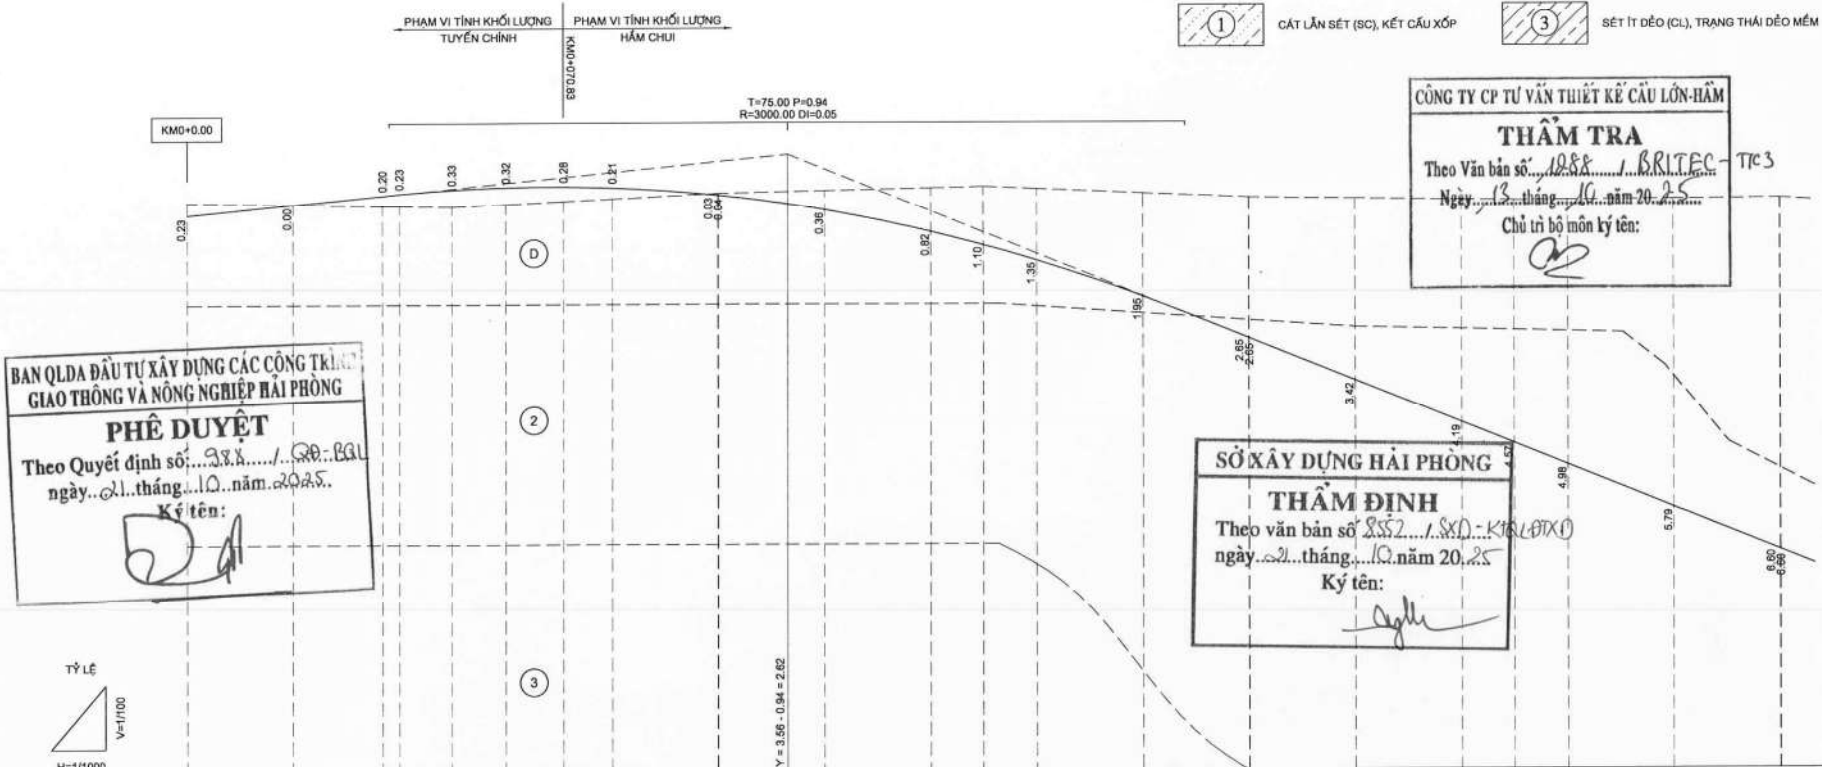 PHẠM VI TÍNH KHỐI LƯỢNG
TUYẾN CHÍNH
PHẠM VI TÍNH KHỐI LƯỢNG
HẦM CHUI
KM0+070.83
1
CÁT LẪN SÉT (SC), KẾT CẤU XỐP
3
SÉT ÍT DẺO (CL), TRẠNG THÁI DẺO MỀM
T=75.00 P=0.94
R=3000.00 DI=0.05
KM0+0.00
CÔNG TY CP TƯ VẤN THIẾT KẾ CẦU LỚN-HẦM
THẨM TRA
Theo Văn bản số 1288 / BRITEC - TTC3
Ngày 13 tháng 10 năm 2025
Chủ trì bộ môn ký tên:
0.23
0.00
0.20
0.23
0.33
0.32
0.28
0.21
0.03
0.04
0.36
0.82
1.10
1.35
1.95
2.65
2.65
3.42
4.19
4.57
4.98
5.79
6.60
6.60
D
2
3
BAN QLDA ĐẦU TƯ XÂY DỰNG CÁC CÔNG TRÌNH
GIAO THÔNG VÀ NÔNG NGHIỆP HẢI PHÒNG
PHÊ DUYỆT
Theo Quyết định số: 988 / QĐ-BQL
ngày 21 tháng 10 năm 2025.
Ký tên:
SỞ XÂY DỰNG HẢI PHÒNG
THẨM ĐỊNH
Theo văn bản số 8552 / SXD-KTQLĐTXD
ngày 21 tháng 10 năm 2025
Ký tên:
Y = 3.56 - 0.94 = 2.62
TỶ LỆ
V=1/100
H=1/1000